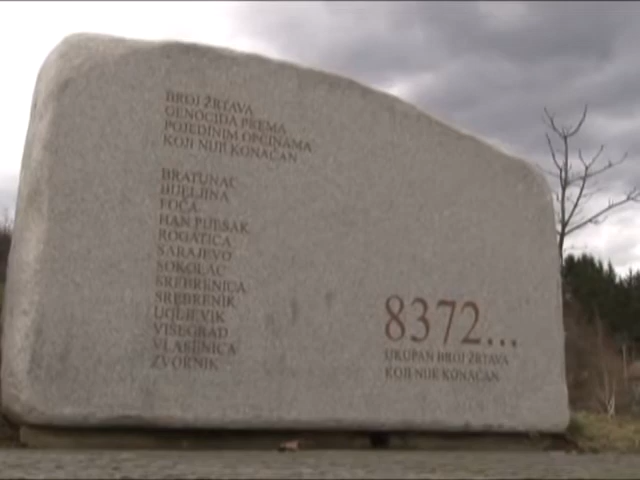 BROJ ŽRTAVA
GENOCIDA PREMA
POJEDINIM OPĆINAMA
KOJI NIJE KONAČAN
BRATUNAC
BIJELJINA
FOČA
HAN PIJESAK
ROGATICA
SARAJEVO
SOKOLAC
SREBRENICA
SREBRENIK
UGLJEVIK
VIŠEGRAD
VLASENICA
ZVORNIK
8372...
UKUPAN BROJ ŽRTAVA
KOJI NIJE KONAČAN